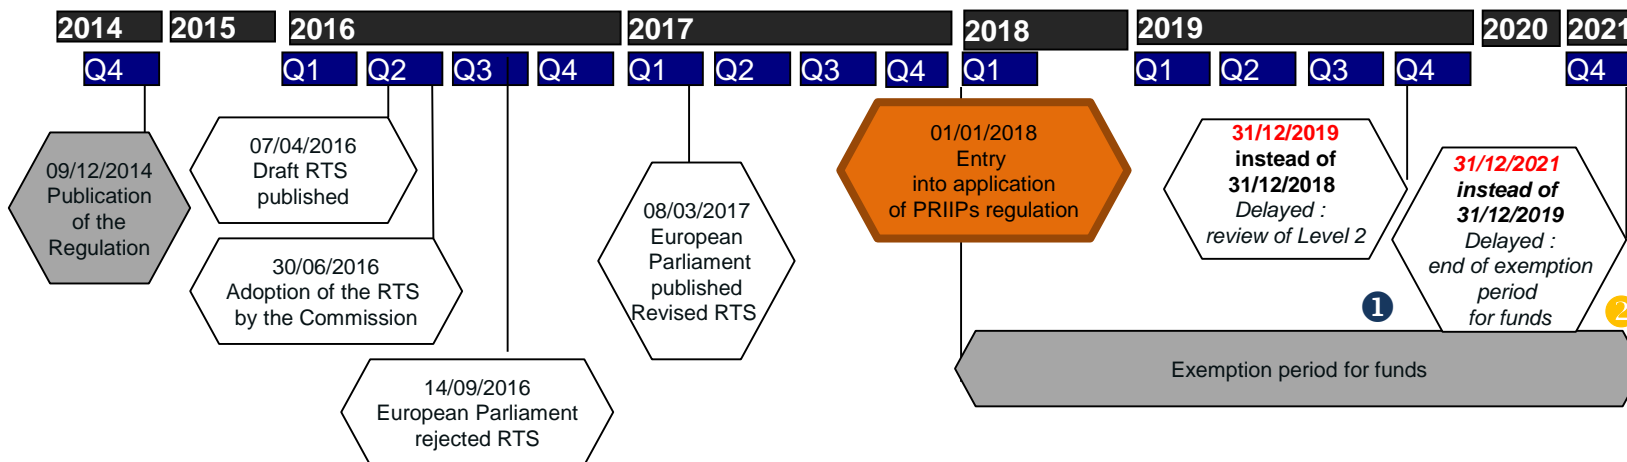 2014 2015 2016 2017 2018 2019 2020 2021
Q4 Q1 Q2 Q3 Q4 Q1 Q2 Q3 Q4 Q1 Q1 Q2 Q3 Q4 Q4
09/12/2014
Publication
of the
Regulation
07/04/2016
Draft RTS
published
30/06/2016
Adoption of the RTS
by the Commission
14/09/2016
European Parliament
rejected RTS
08/03/2017
European
Parliament
published
Revised RTS
01/01/2018
Entry
into application
of PRIIPs regulation
31/12/2019
instead of
31/12/2018
Delayed :
review of Level 2
31/12/2021
instead of
31/12/2019
Delayed :
end of exemption
period
for funds
❶
❷
Exemption period for funds